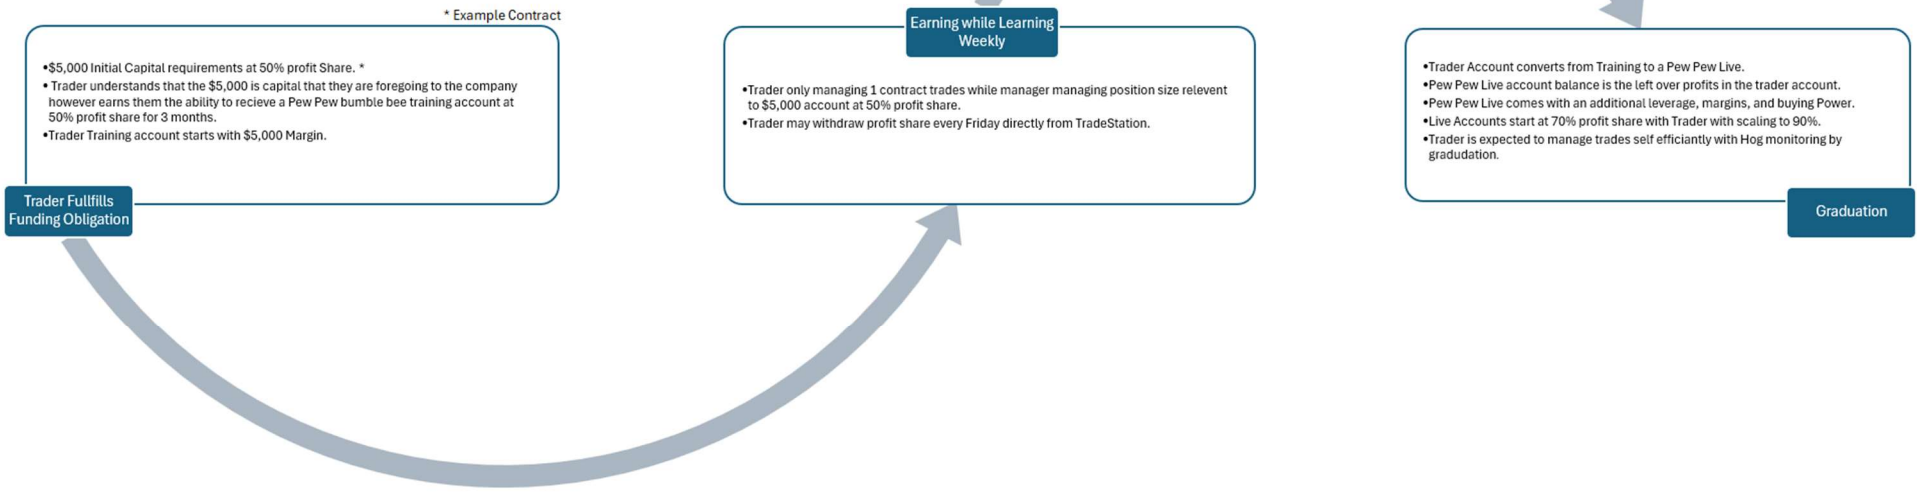 * Example Contract
•$5,000 Initial Capital requirements at 50% profit Share. *
• Trader understands that the $5,000 is capital that they are foregoing to the company
however earns them the ability to recieve a Pew Pew bumble bee training account at
50% profit share for 3 months.
•Trader Training account starts with $5,000 Margin.
Trader Fullfills
Funding Obligation
Earning while Learning
Weekly
•Trader only managing 1 contract trades while manager managing position size relevent
to $5,000 account at 50% profit share.
•Trader may withdraw profit share every Friday directly from TradeStation.
•Trader Account converts from Training to a Pew Pew Live.
•Pew Pew Live account balance is the left over profits in the trader account.
•Pew Pew Live comes with an additional leverage, margins, and buying Power.
•Live Accounts start at 70% profit share with Trader with scaling to 90%.
•Trader is expected to manage trades self efficiantly with Hog monitoring by
gradudation.
Graduation